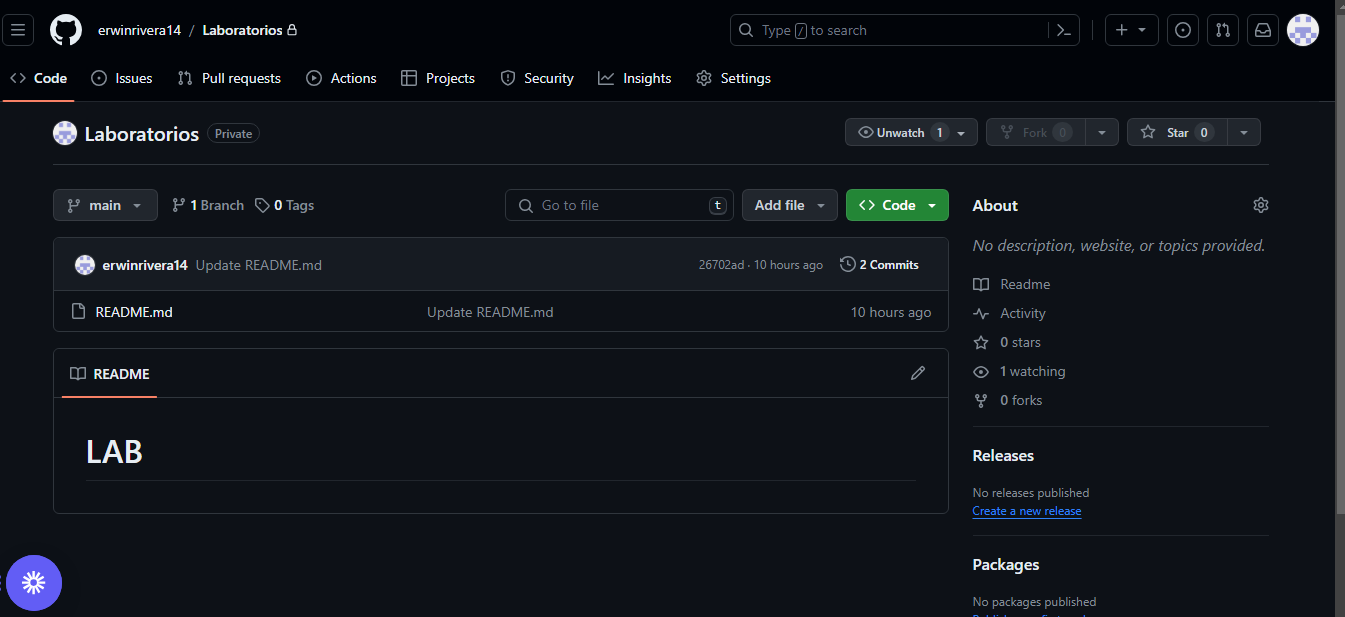 erwinrivera14 / Laboratorios
Type / to search
Code Issues Pull requests Actions Projects Security Insights Settings
Laboratorios Private
Unwatch 1 Fork 0 Star 0
main 1 Branch 0 Tags
Go to file t Add file Code
erwinrivera14 Update README.md 26702ad · 10 hours ago 2 Commits
README.md Update README.md 10 hours ago
README
LAB
About
No description, website, or topics provided.
Readme
Activity
0 stars
1 watching
0 forks
Releases
No releases published
Create a new release
Packages
No packages published